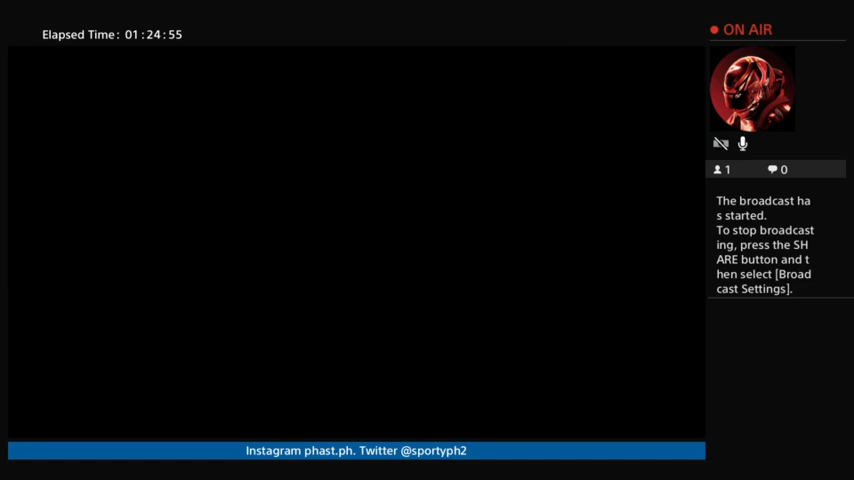 Elapsed Time: 01:24:55
ON AIR
1 0
The broadcast ha
s started.
To stop broadcast
ing, press the SH
ARE button and t
hen select [Broad
cast Settings].
Instagram phast.ph. Twitter @sportyph2